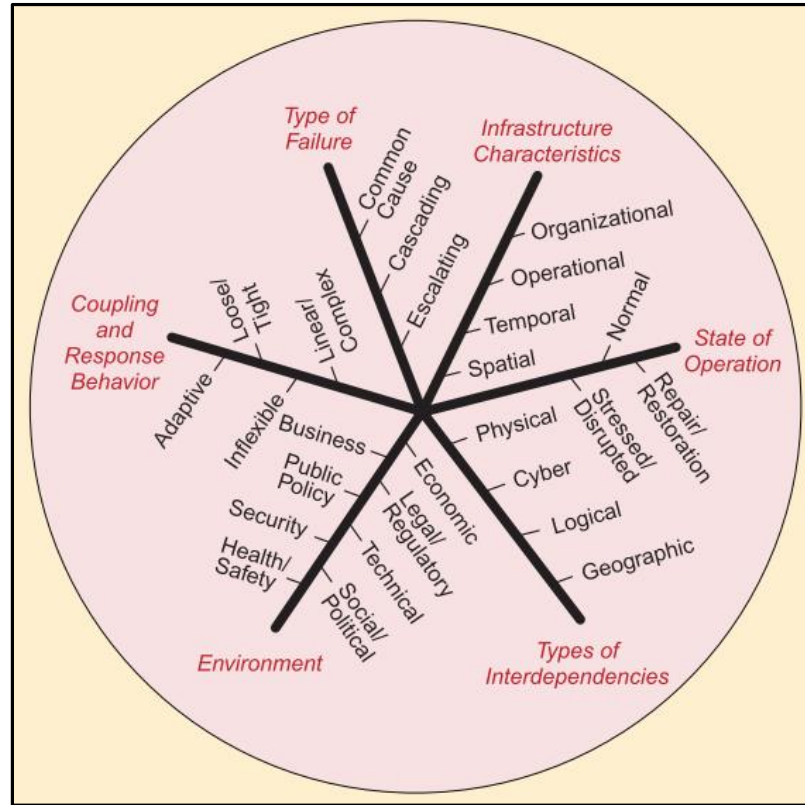 Type of
Failure
Common
Cause
Cascading
Escalating
Infrastructure
Characteristics
Organizational
Operational
Temporal
Spatial
State of
Operation
Normal
Repair/
Restoration
Stressed/
Disrupted
Types of
Interdependencies
Physical
Cyber
Logical
Geographic
Environment
Economic
Legal/
Regulatory
Technical
Social/
Political
Business
Public
Policy
Security
Health/
Safety
Coupling
and
Response
Behavior
Adaptive
Loose/
Tight
Inflexible
Linear/
Complex